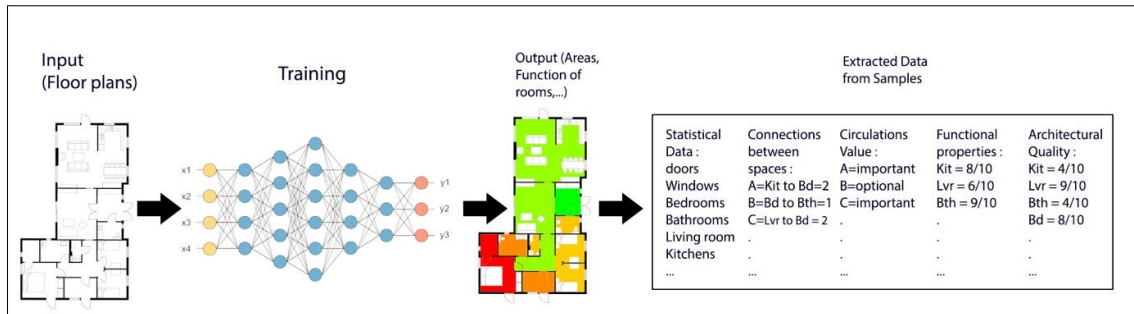 Input
(Floor plans)
Training
x1
x2
x3
x4
y1
y2
y3
Output (Areas,
Function of
rooms,...)
Extracted Data
from Samples
Statistical
Data :
doors
Windows
Bedrooms
Bathrooms
Living room
Kitchens
...
Connections
between
spaces :
A=Kit to Bd=2
B=Bd to Bth=1
C=Lvr to Bd = 2
.
.
...
Circulations
Value :
A=important
B=optional
C=important
.
.
.
...
Functional
properties :
Kit = 8/10
Lvr = 6/10
Bth = 9/10
.
.
.
...
Architectural
Quality :
Kit = 4/10
Lvr = 9/10
Bth = 4/10
Bd = 8/10
.
.
...